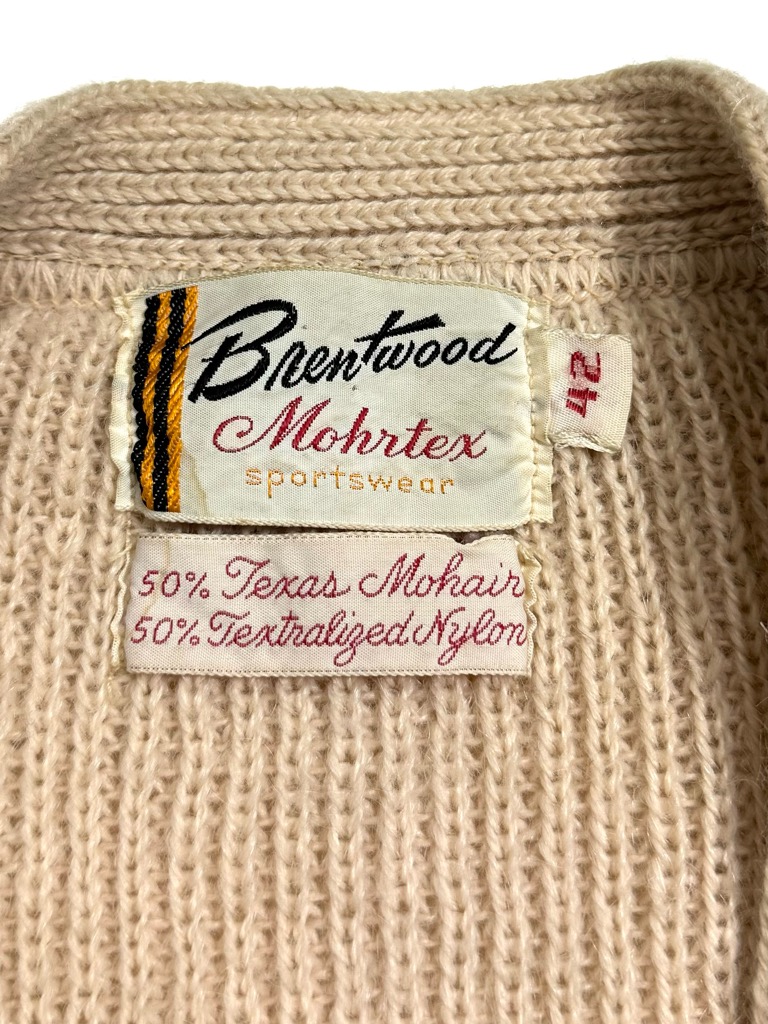 Brentwood
Mohrtex
sportswear
42
50% Texas Mohair
50% Textralized Nylon